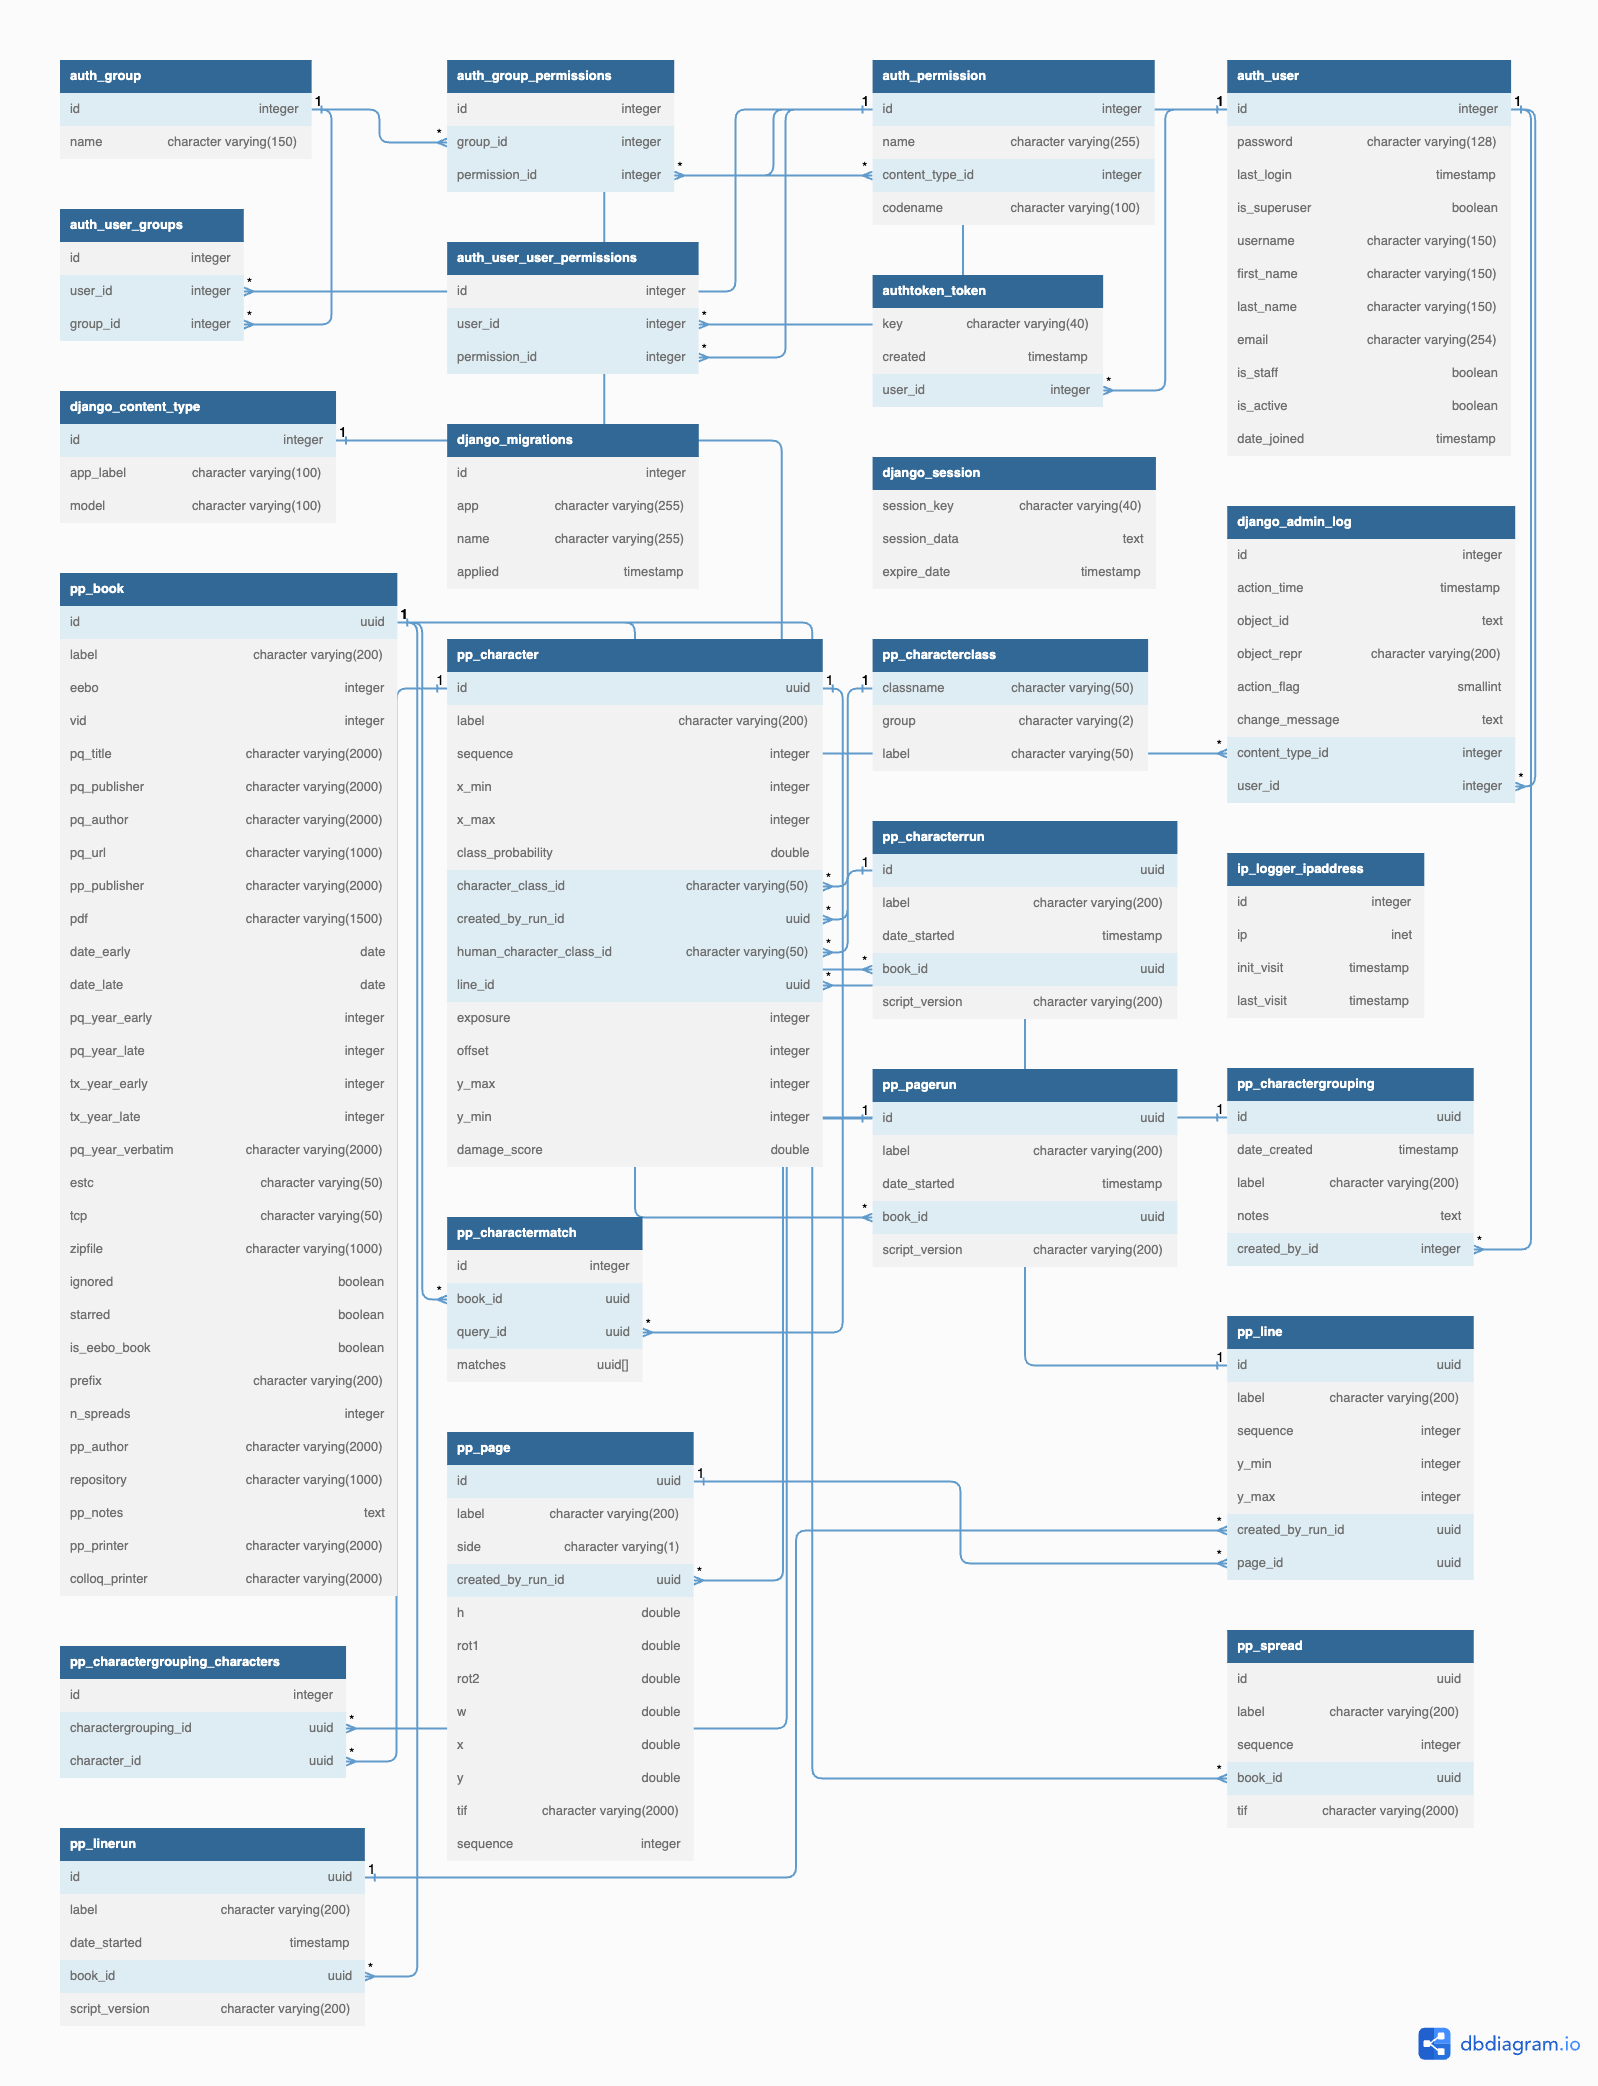 auth_group
id integer
name character varying(150)
auth_group_permissions
id integer
group_id integer
permission_id integer
auth_permission
id integer
name character varying(255)
content_type_id integer
codename character varying(100)
auth_user
id integer
password character varying(128)
last_login timestamp
is_superuser boolean
username character varying(150)
first_name character varying(150)
last_name character varying(150)
email character varying(254)
is_staff boolean
is_active boolean
date_joined timestamp
auth_user_groups
id integer
user_id integer
group_id integer
auth_user_user_permissions
id integer
user_id integer
permission_id integer
authtoken_token
key character varying(40)
created timestamp
user_id integer
django_content_type
id integer
app_label character varying(100)
model character varying(100)
django_migrations
id integer
app character varying(255)
name character varying(255)
applied timestamp
django_session
session_key character varying(40)
session_data text
expire_date timestamp
django_admin_log
id integer
action_time timestamp
object_id text
object_repr character varying(200)
action_flag smallint
change_message text
content_type_id integer
user_id integer
pp_book
id uuid
label character varying(200)
eebo integer
vid integer
pq_title character varying(2000)
pq_publisher character varying(2000)
pq_author character varying(2000)
pq_url character varying(1000)
pp_publisher character varying(2000)
pdf character varying(1500)
date_early date
date_late date
pq_year_early integer
pq_year_late integer
tx_year_early integer
tx_year_late integer
pq_year_verbatim character varying(2000)
estc character varying(50)
tcp character varying(50)
zipfile character varying(1000)
ignored boolean
starred boolean
is_eebo_book boolean
prefix character varying(200)
n_spreads integer
pp_author character varying(2000)
repository character varying(1000)
pp_notes text
pp_printer character varying(2000)
colloq_printer character varying(2000)
pp_character
id uuid
label character varying(200)
sequence integer
x_min integer
x_max integer
class_probability double
character_class_id character varying(50)
created_by_run_id uuid
human_character_class_id character varying(50)
line_id uuid
exposure integer
offset integer
y_max integer
y_min integer
damage_score double
pp_characterclass
classname character varying(50)
group character varying(2)
label character varying(50)
pp_characterrun
id uuid
label character varying(200)
date_started timestamp
book_id uuid
script_version character varying(200)
ip_logger_ipaddress
id integer
ip inet
init_visit timestamp
last_visit timestamp
pp_pagerun
id uuid
label character varying(200)
date_started timestamp
book_id uuid
script_version character varying(200)
pp_charactergrouping
id uuid
date_created timestamp
label character varying(200)
notes text
created_by_id integer
pp_charactermatch
id integer
book_id uuid
query_id uuid
matches uuid[]
pp_line
id uuid
label character varying(200)
sequence integer
y_min integer
y_max integer
created_by_run_id uuid
page_id uuid
pp_page
id uuid
label character varying(200)
side character varying(1)
created_by_run_id uuid
h double
rot1 double
rot2 double
w double
x double
y double
tif character varying(2000)
sequence integer
pp_charactergrouping_characters
id integer
charactergrouping_id uuid
character_id uuid
pp_spread
id uuid
label character varying(200)
sequence integer
book_id uuid
tif character varying(2000)
pp_linerun
id uuid
label character varying(200)
date_started timestamp
book_id uuid
script_version character varying(200)
dbdiagram.io